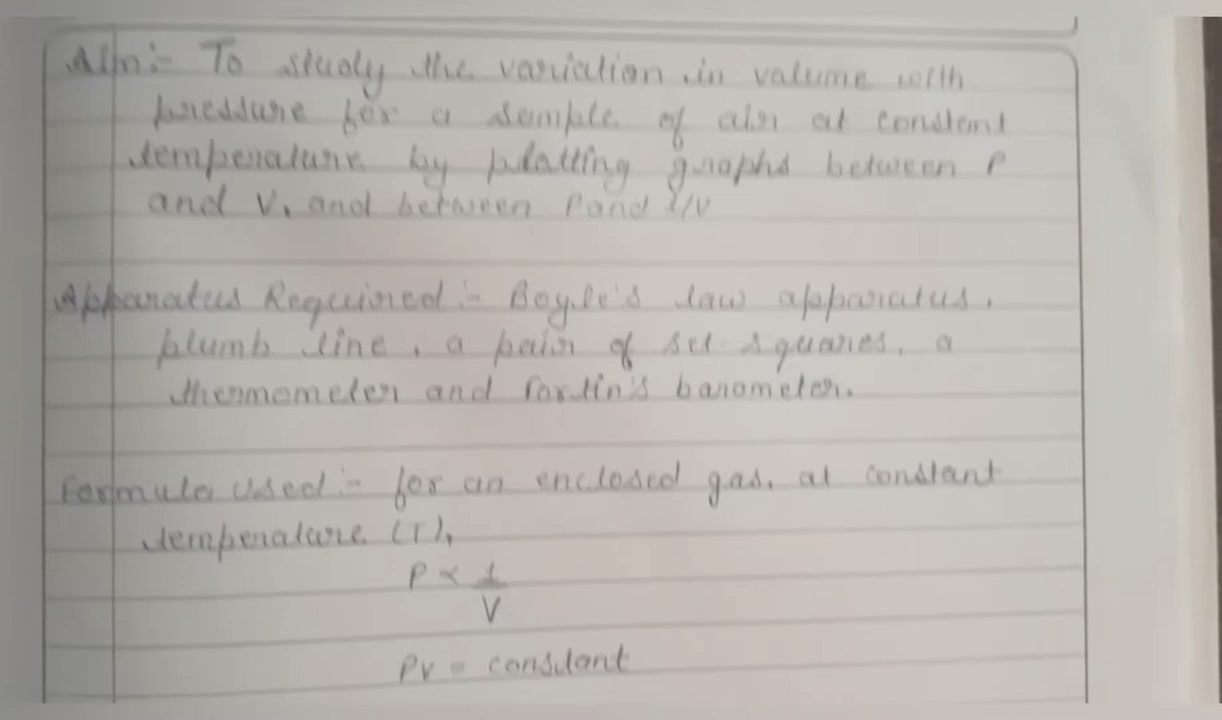 Aim:- To study the variation in volume with
pressure for a sample of air at constant
temperature by plotting graphs between P
and V, and between P and 1/V
Apparatus Required:- Boyle's law apparatus,
plumb line, a pair of set squares, a
thermometer and Fortin's barometer.
Formula Used:- for an enclosed gas, at constant
temperature (T),
P ∝ 1/V
PV = constant